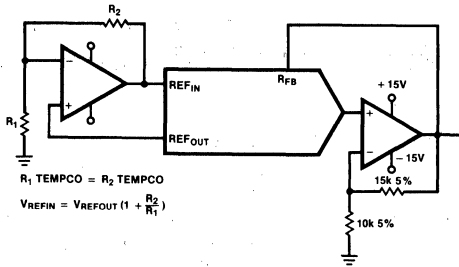 R2
−
+
R1
REFIN
REFOUT
RFB
+ 15V
+
−
− 15V
15k 5%
10k 5%
R1 TEMPCO = R2 TEMPCO
VREFIN = VREFOUT (1 + R2/R1)